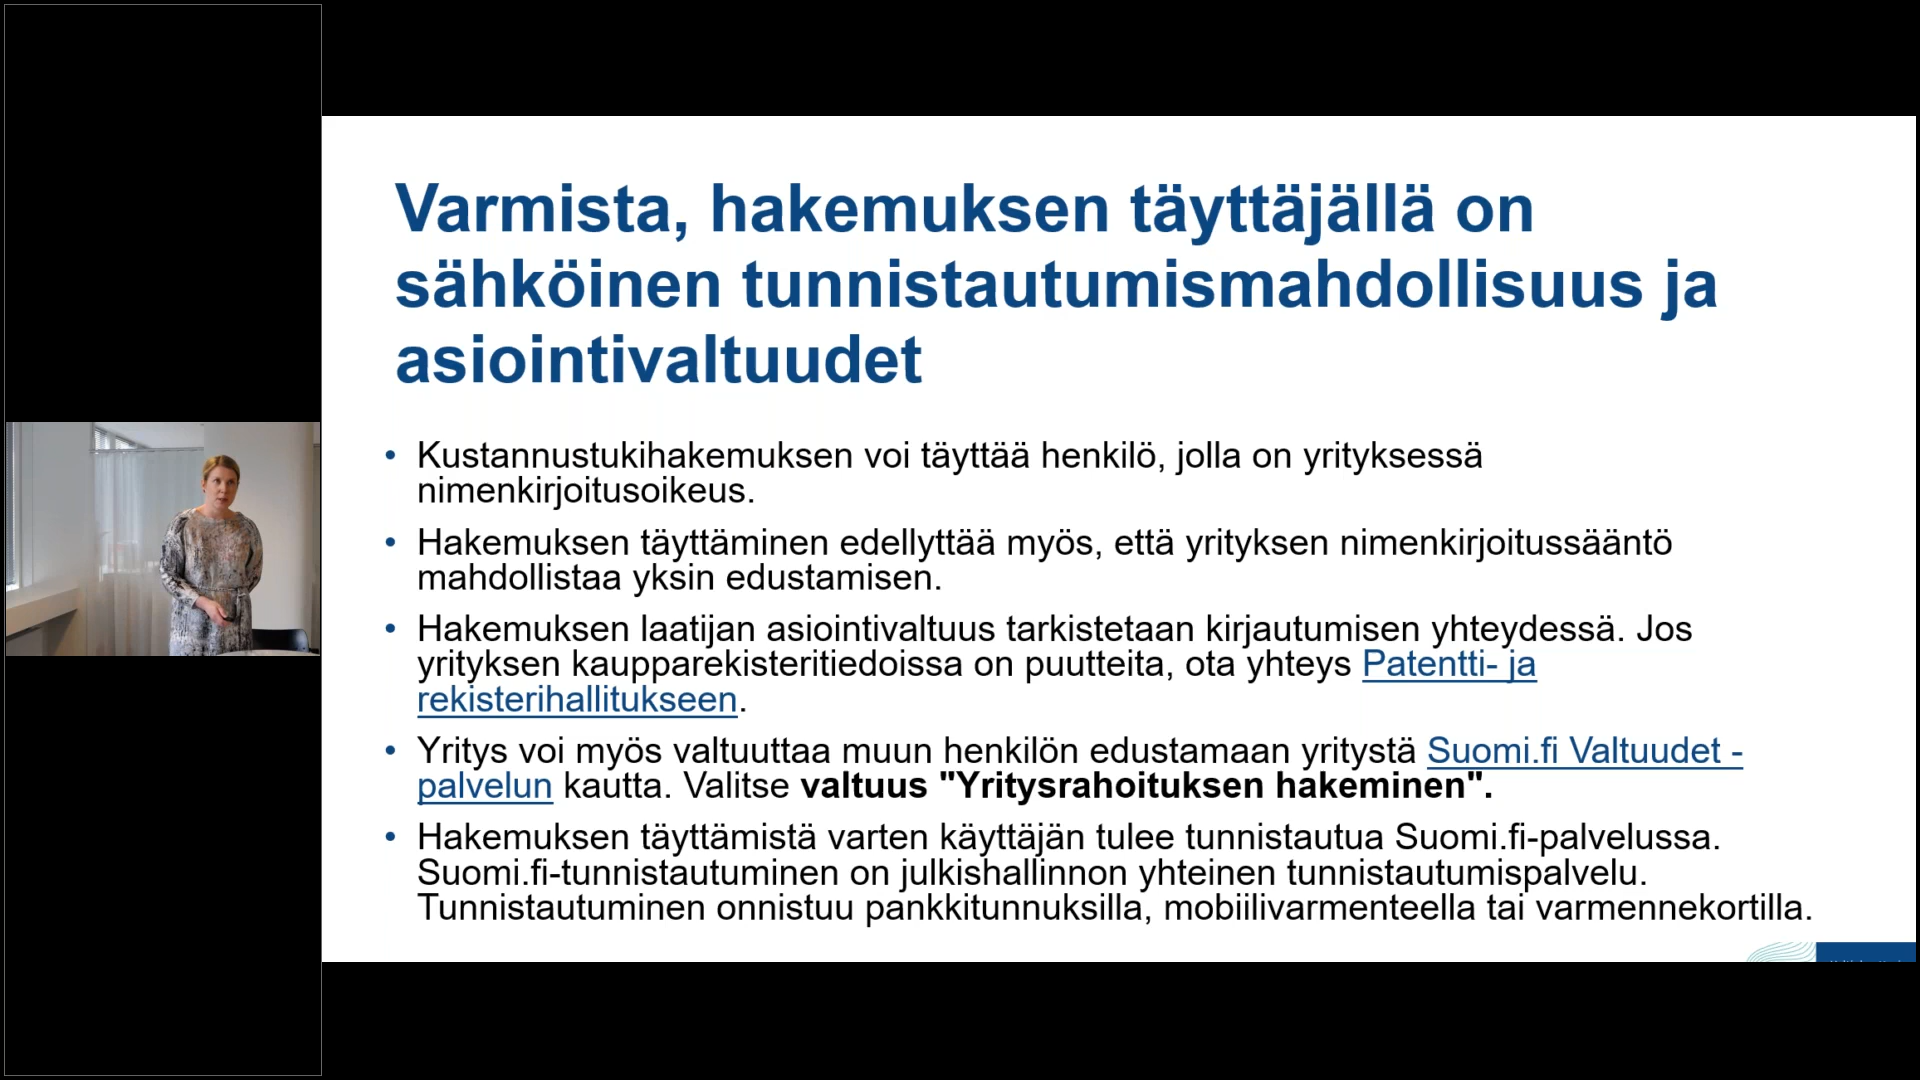 Varmista, hakemuksen täyttäjällä on
sähköinen tunnistautumismahdollisuus ja
asiointivaltuudet
• Kustannustukihakemuksen voi täyttää henkilö, jolla on yrityksessä
nimenkirjoitusoikeus.
• Hakemuksen täyttäminen edellyttää myös, että yrityksen nimenkirjoitussääntö
mahdollistaa yksin edustamisen.
• Hakemuksen laatijan asiointivaltuus tarkistetaan kirjautumisen yhteydessä. Jos
yrityksen kaupparekisteritiedoissa on puutteita, ota yhteys Patentti- ja
rekisterihallitukseen.
• Yritys voi myös valtuuttaa muun henkilön edustamaan yritystä Suomi.fi Valtuudet -
palvelun kautta. Valitse valtuus "Yritysrahoituksen hakeminen".
• Hakemuksen täyttämistä varten käyttäjän tulee tunnistautua Suomi.fi-palvelussa.
Suomi.fi-tunnistautuminen on julkishallinnon yhteinen tunnistautumispalvelu.
Tunnistautuminen onnistuu pankkitunnuksilla, mobiilivarmenteella tai varmennekortilla.